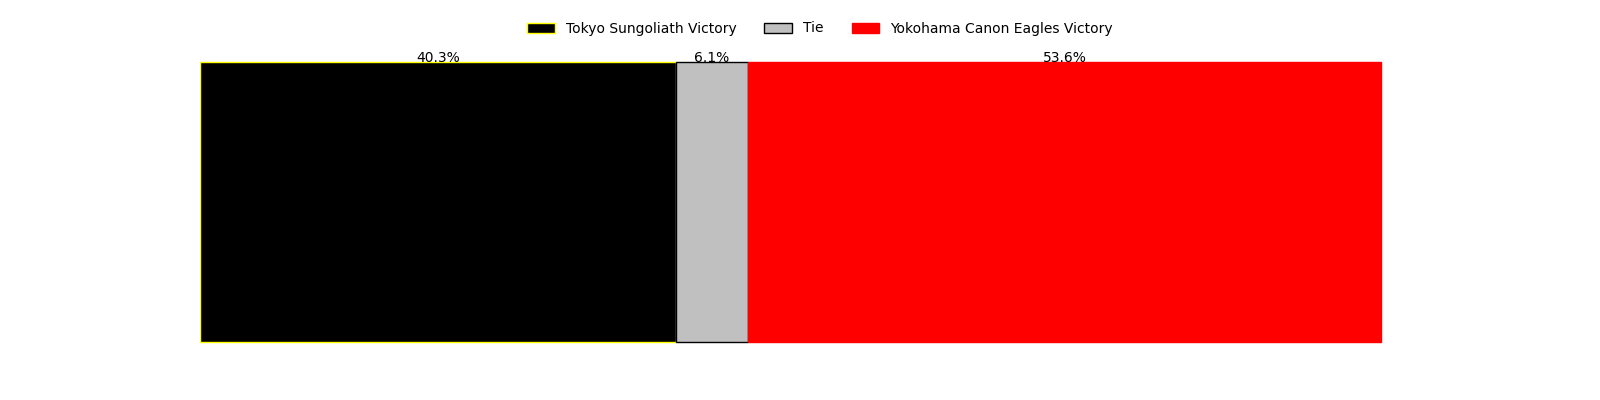 Tokyo Sungoliath Victory Tie Yokohama Canon Eagles Victory
40.3% 6.1% 53.6%